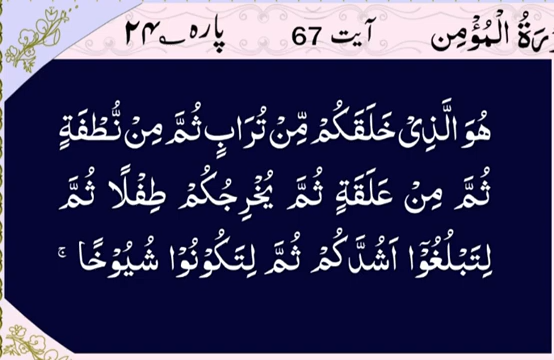 سُوْرَةُ الْمُؤْمِن آیت 67 پارہ ۲۴
هُوَ الَّذِیْ خَلَقَكُمْ مِّنْ تُرَابٍ ثُمَّ مِنْ نُّطْفَةٍ
ثُمَّ مِنْ عَلَقَةٍ ثُمَّ یُخْرِجُكُمْ طِفْلًا ثُمَّ
لِتَبْلُغُوْۤا اَشُدَّكُمْ ثُمَّ لِتَكُوْنُوْا شُیُوْخًا ۚ